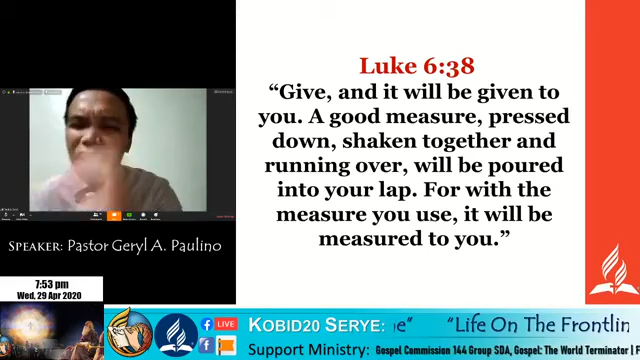 Luke 6:38
“Give, and it will be given to
you. A good measure, pressed
down, shaken together and
running over, will be poured
into your lap. For with the
measure you use, it will be
measured to you.”
SPEAKER: Pastor Geryl A. Paulino
7:53 pm
Wed, 29 Apr 2020
LIVE
KOBID20 SERYE:
"Life On The Frontlin
Support Ministry:
Gospel Commission 144 Group SDA, Gospel: The World Terminator